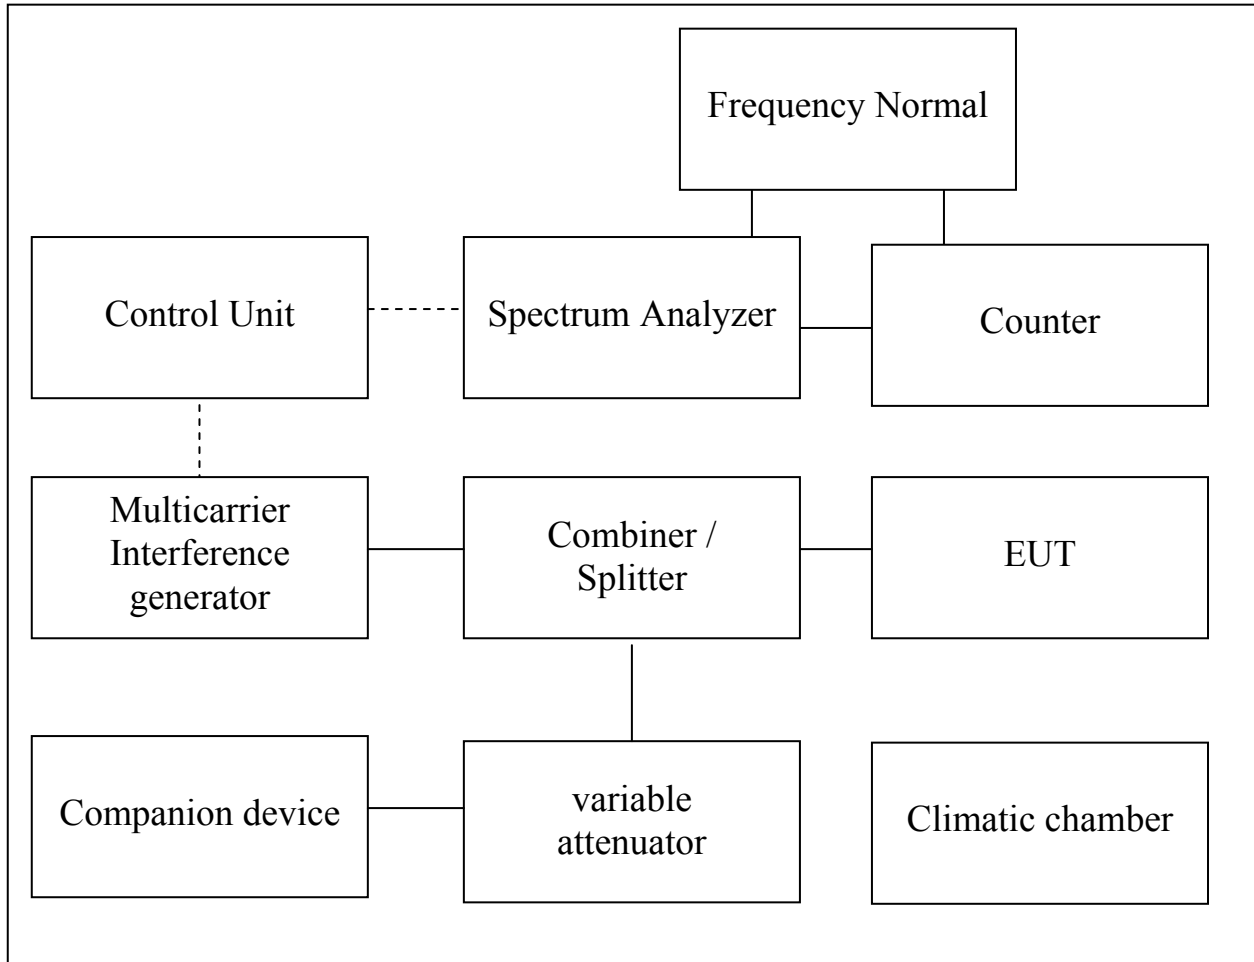 Frequency Normal
Control Unit
Spectrum Analyzer
Counter
Multicarrier
Interference
generator
Combiner /
Splitter
EUT
Companion device
variable
attenuator
Climatic chamber